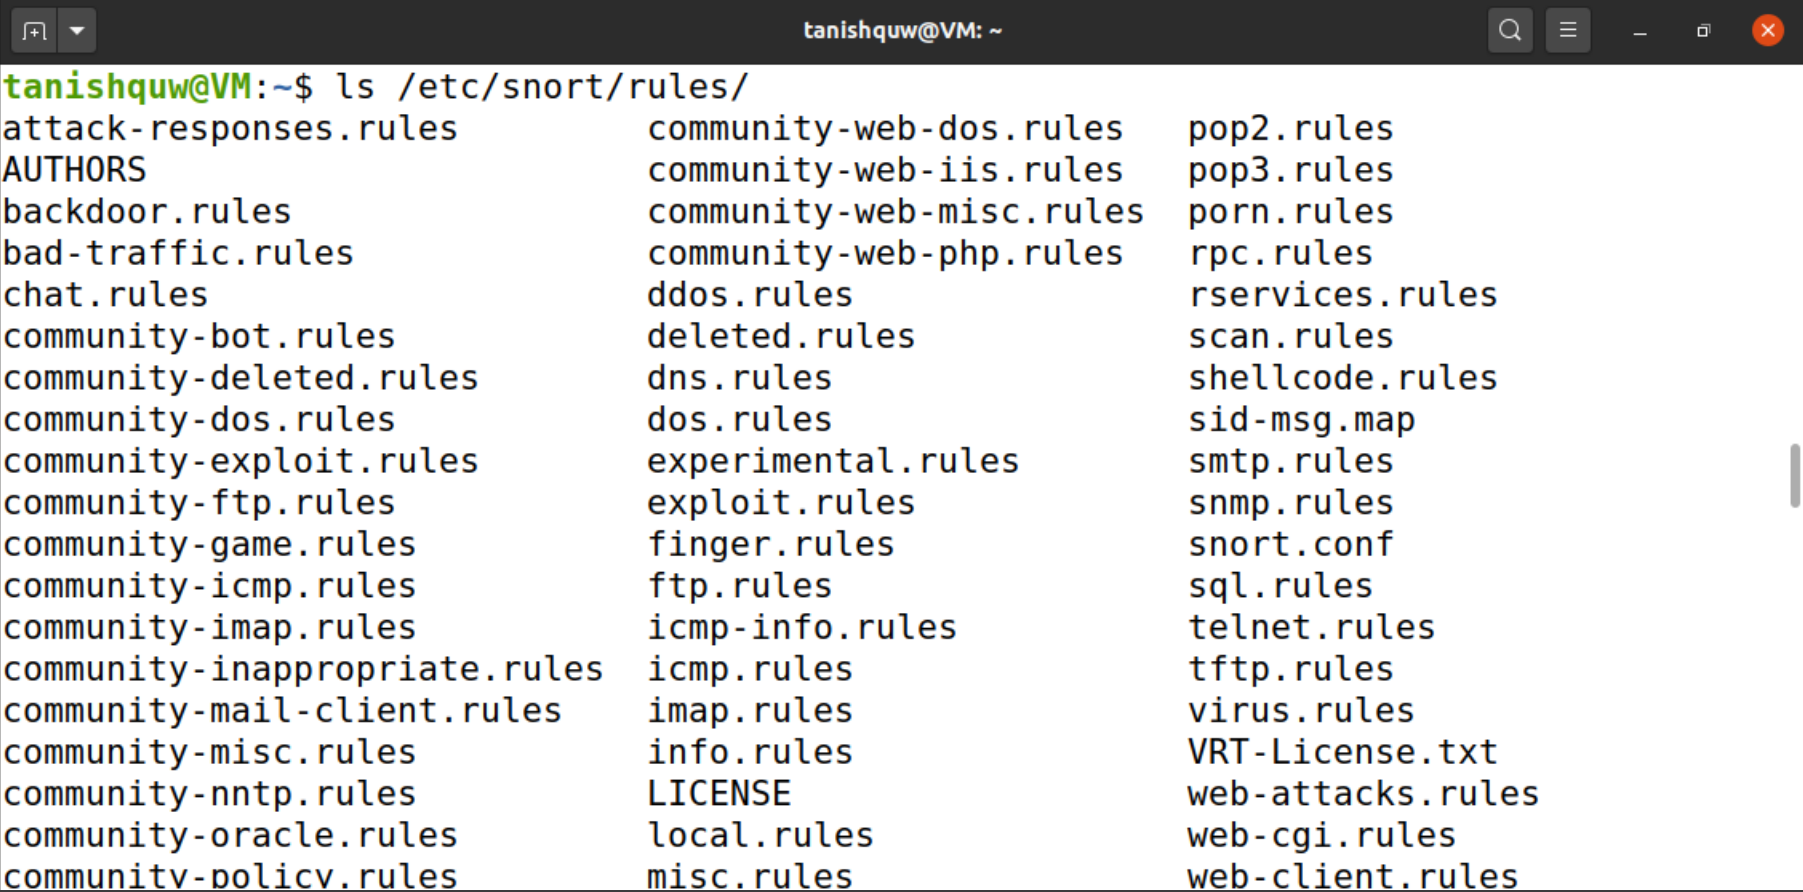 tanishquw@VM: ~
tanishquw@VM:~$ ls /etc/snort/rules/
attack-responses.rules community-web-dos.rules pop2.rules
AUTHORS community-web-iis.rules pop3.rules
backdoor.rules community-web-misc.rules porn.rules
bad-traffic.rules community-web-php.rules rpc.rules
chat.rules ddos.rules rservices.rules
community-bot.rules deleted.rules scan.rules
community-deleted.rules dns.rules shellcode.rules
community-dos.rules dos.rules sid-msg.map
community-exploit.rules experimental.rules smtp.rules
community-ftp.rules exploit.rules snmp.rules
community-game.rules finger.rules snort.conf
community-icmp.rules ftp.rules sql.rules
community-imap.rules icmp-info.rules telnet.rules
community-inappropriate.rules icmp.rules tftp.rules
community-mail-client.rules imap.rules virus.rules
community-misc.rules info.rules VRT-License.txt
community-nntp.rules LICENSE web-attacks.rules
community-oracle.rules local.rules web-cgi.rules
community-policy.rules misc.rules web-client.rules